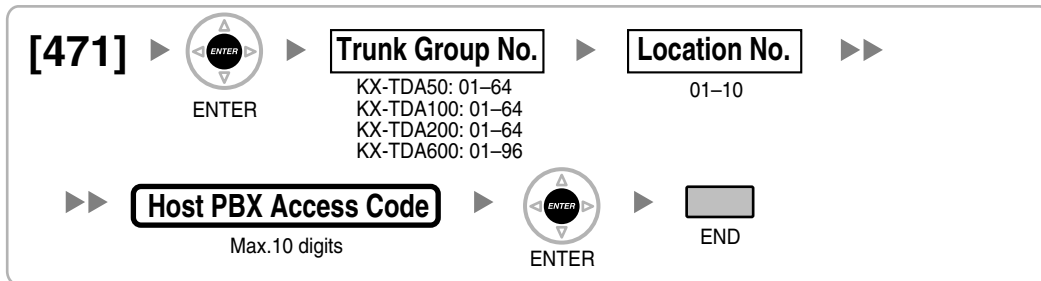 [471] ENTER Trunk Group No. Location No.
ENTER
KX-TDA50: 01–64
KX-TDA100: 01–64
KX-TDA200: 01–64
KX-TDA600: 01–96
01–10
Host PBX Access Code ENTER
Max.10 digits
ENTER
END